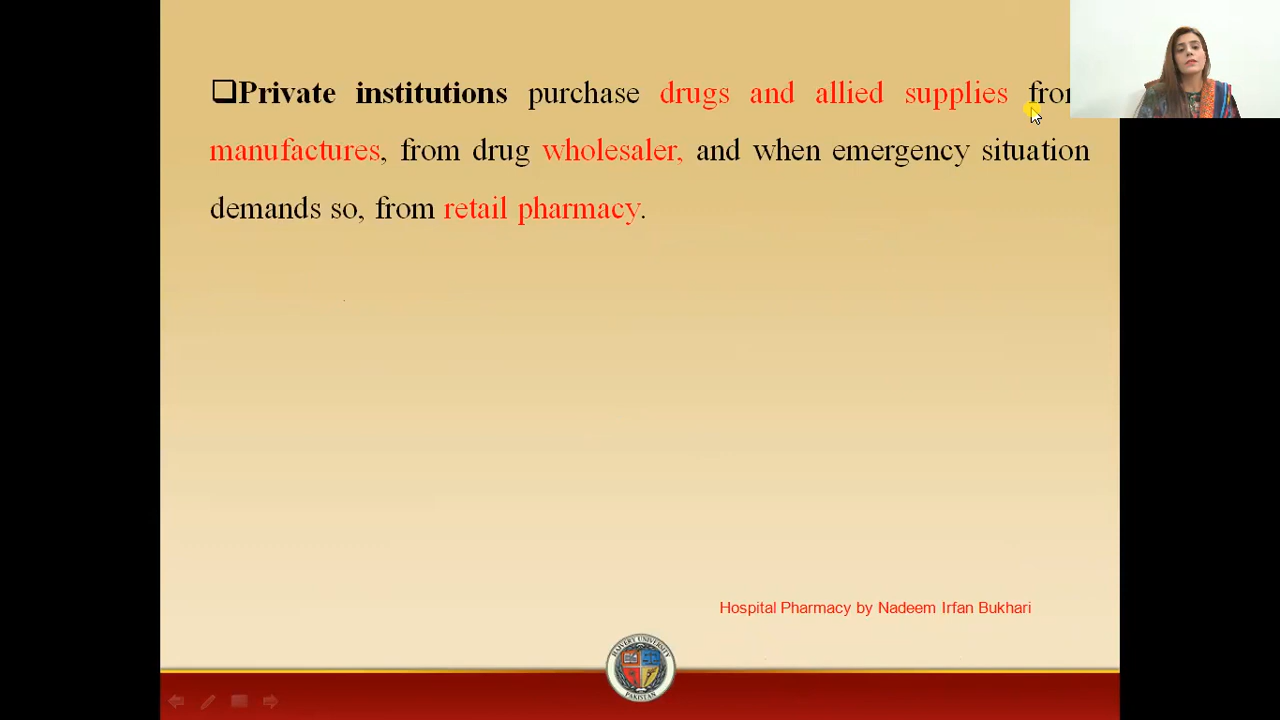 ❑Private institutions purchase drugs and allied supplies from
manufactures, from drug wholesaler, and when emergency situation
demands so, from retail pharmacy.
Hospital Pharmacy by Nadeem Irfan Bukhari
PAKISTAN